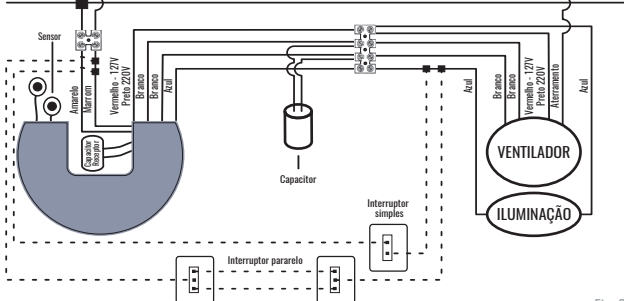 Sensor
Amarelo
Marrom
Vermelho - 127V
Preto 220V
Branco
Branco
Azul
Capacitor
Receptor
Capacitor
Azul
Branco
Branco
Vermelho - 127V
Preto 220V
Aterramento
Azul
VENTILADOR
ILUMINAÇÃO
Interruptor
simples
Interruptor pararelo